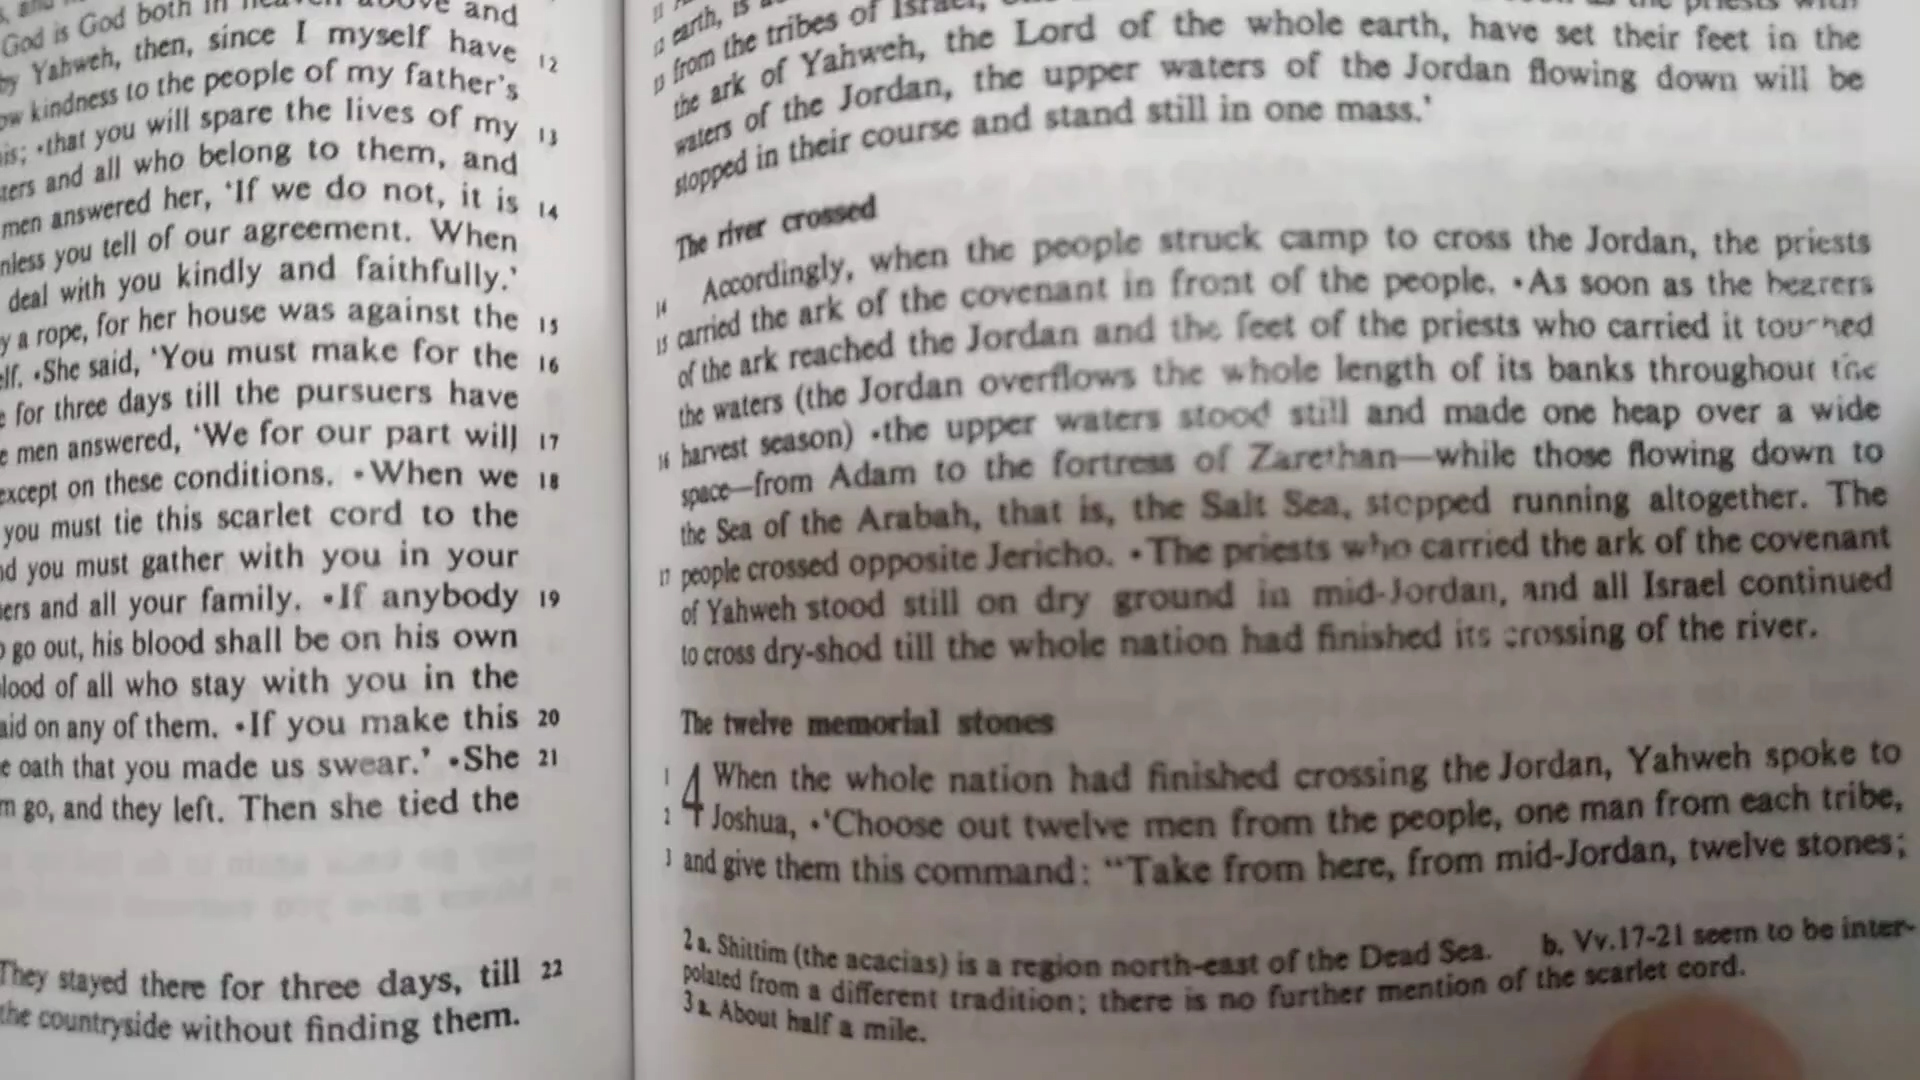 God is God both in heaven above and
by Yahweh, then, since I myself have 12
kindness to the people of my father's
that you will spare the lives of my 13
and all who belong to them, and
men answered her, 'If we do not, it is 14
you tell of our agreement. When
deal with you kindly and faithfully.'
a rope, for her house was against the 15
•She said, 'You must make for the 16
for three days till the pursuers have
men answered, 'We for our part will 17
except on these conditions. •When we 18
you must tie this scarlet cord to the
you must gather with you in your
and all your family. •If anybody 19
go out, his blood shall be on his own
of all who stay with you in the
on any of them. •If you make this 20
oath that you made us swear.' •She 21
go, and they left. Then she tied the
They stayed there for three days, till 22
the countryside without finding them.
11
12 earth, is
13 from the tribes of Israel,
the ark of Yahweh, the Lord of the whole earth, have set their feet in the
waters of the Jordan, the upper waters of the Jordan flowing down will be
stopped in their course and stand still in one mass.'
The river crossed
14 Accordingly, when the people struck camp to cross the Jordan, the priests
15 carried the ark of the covenant in front of the people. •As soon as the bearers
of the ark reached the Jordan and the feet of the priests who carried it touched
the waters (the Jordan overflows the whole length of its banks throughout the
16 harvest season) •the upper waters stood still and made one heap over a wide
space—from Adam to the fortress of Zarethan—while those flowing down to
the Sea of the Arabah, that is, the Salt Sea, stopped running altogether. The
17 people crossed opposite Jericho. •The priests who carried the ark of the covenant
of Yahweh stood still on dry ground in mid-Jordan, and all Israel continued
to cross dry-shod till the whole nation had finished its crossing of the river.
The twelve memorial stones
1 4 When the whole nation had finished crossing the Jordan, Yahweh spoke to
2 Joshua, •'Choose out twelve men from the people, one man from each tribe,
3 and give them this command: "Take from here, from mid-Jordan, twelve stones;
2 a. Shittim (the acacias) is a region north-east of the Dead Sea. b. Vv.17-21 seem to be inter-
polated from a different tradition; there is no further mention of the scarlet cord.
3 a. About half a mile.